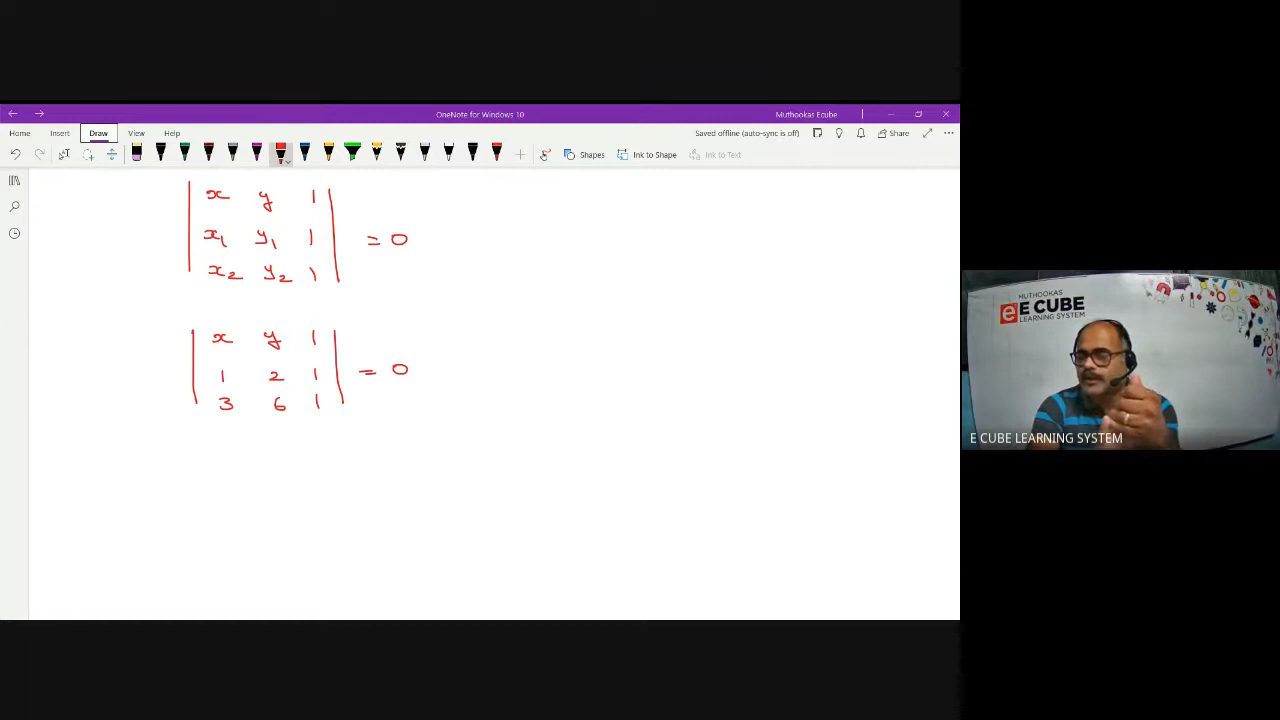 OneNote for Windows 10
Muthookas Ecube
Home Insert Draw View Help
Saved offline (auto-sync is off)
Share
Shapes
Ink to Shape
Ink to Text
x y 1
x₁ y₁ 1 = 0
x₂ y₂ 1
x y 1
1 2 1 = 0
3 6 1
MUTHOOKAS
e E CUBE
LEARNING SYSTEM
E CUBE LEARNING SYSTEM